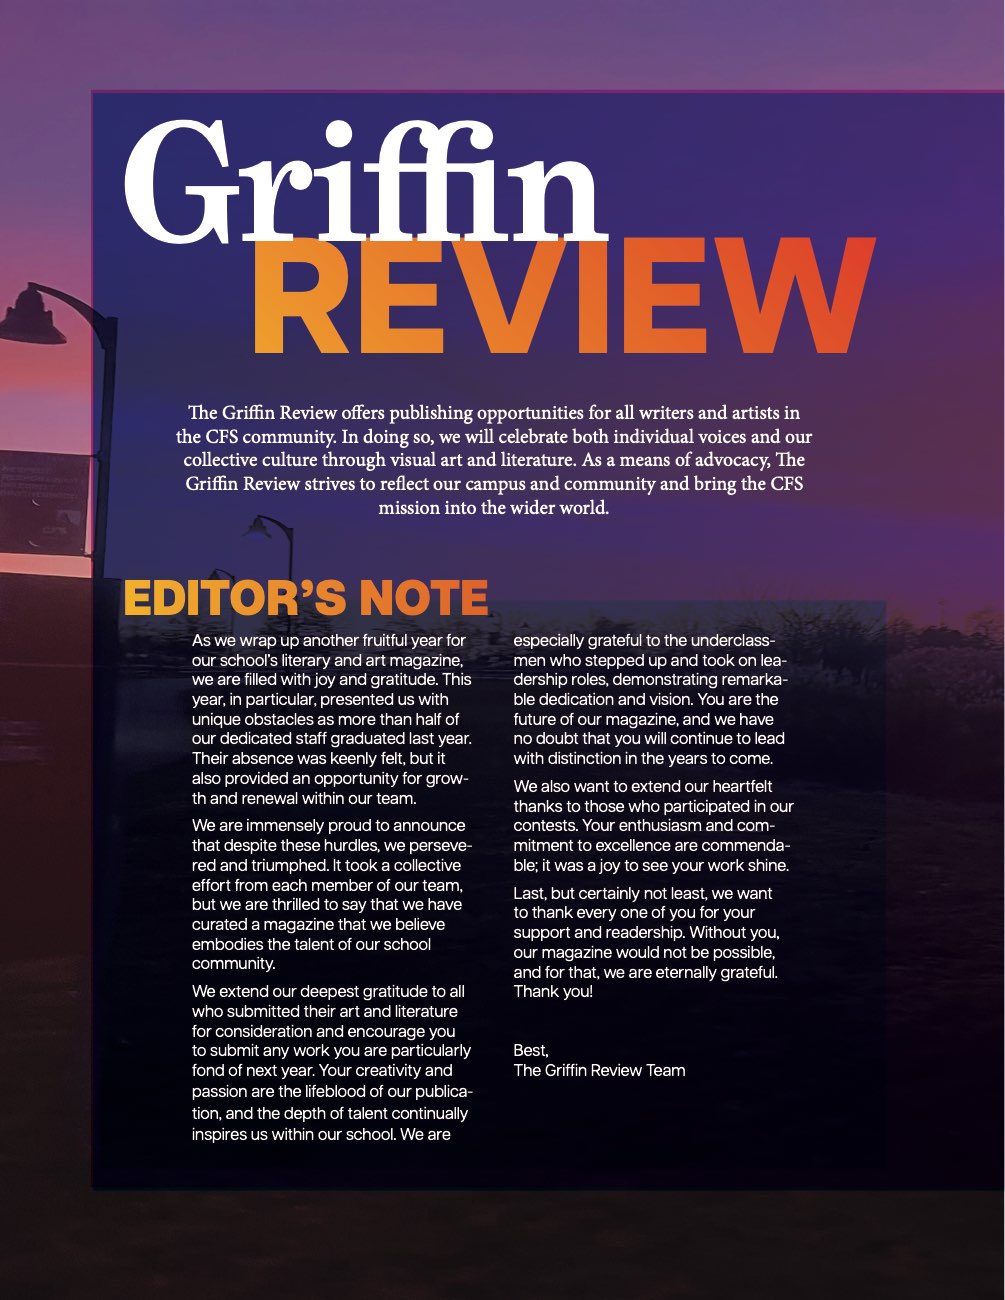 Griffin
REVIEW
The Griffin Review offers publishing opportunities for all writers and artists in
the CFS community. In doing so, we will celebrate both individual voices and our
collective culture through visual art and literature. As a means of advocacy, The
Griffin Review strives to reflect our campus and community and bring the CFS
mission into the wider world.
EDITOR'S NOTE
As we wrap up another fruitful year for
our school's literary and art magazine,
we are filled with joy and gratitude. This
year, in particular, presented us with
unique obstacles as more than half of
our dedicated staff graduated last year.
Their absence was keenly felt, but it
also provided an opportunity for grow-
th and renewal within our team.
We are immensely proud to announce
that despite these hurdles, we perseve-
red and triumphed. It took a collective
effort from each member of our team,
but we are thrilled to say that we have
curated a magazine that we believe
embodies the talent of our school
community.
We extend our deepest gratitude to all
who submitted their art and literature
for consideration and encourage you
to submit any work you are particularly
fond of next year. Your creativity and
passion are the lifeblood of our publica-
tion, and the depth of talent continually
inspires us within our school. We are
especially grateful to the underclass-
men who stepped up and took on lea-
dership roles, demonstrating remarka-
ble dedication and vision. You are the
future of our magazine, and we have
no doubt that you will continue to lead
with distinction in the years to come.
We also want to extend our heartfelt
thanks to those who participated in our
contests. Your enthusiasm and com-
mitment to excellence are commenda-
ble; it was a joy to see your work shine.
Last, but certainly not least, we want
to thank every one of you for your
support and readership. Without you,
our magazine would not be possible,
and for that, we are eternally grateful.
Thank you!
Best,
The Griffin Review Team